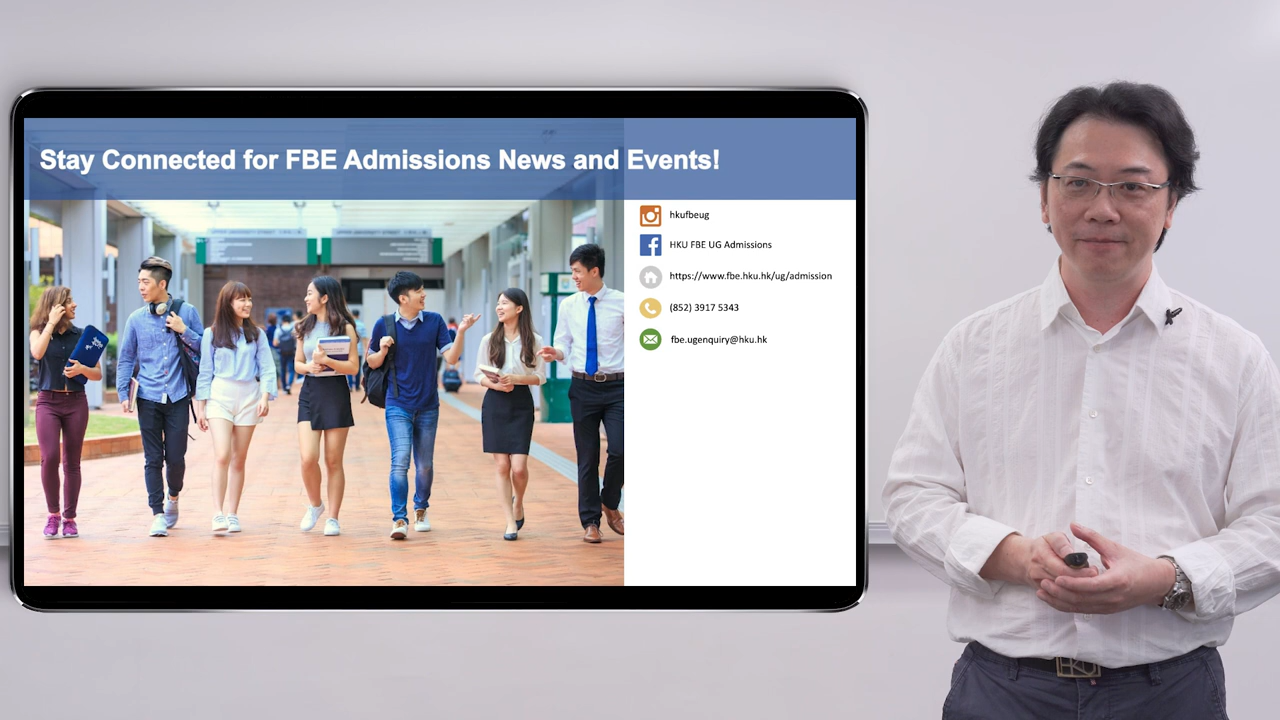 Stay Connected for FBE Admissions News and Events!
hkufbeug
HKU FBE UG Admissions
https://www.fbe.hku.hk/ug/admission
(852) 3917 5343
fbe.ugenquiry@hku.hk
HKU